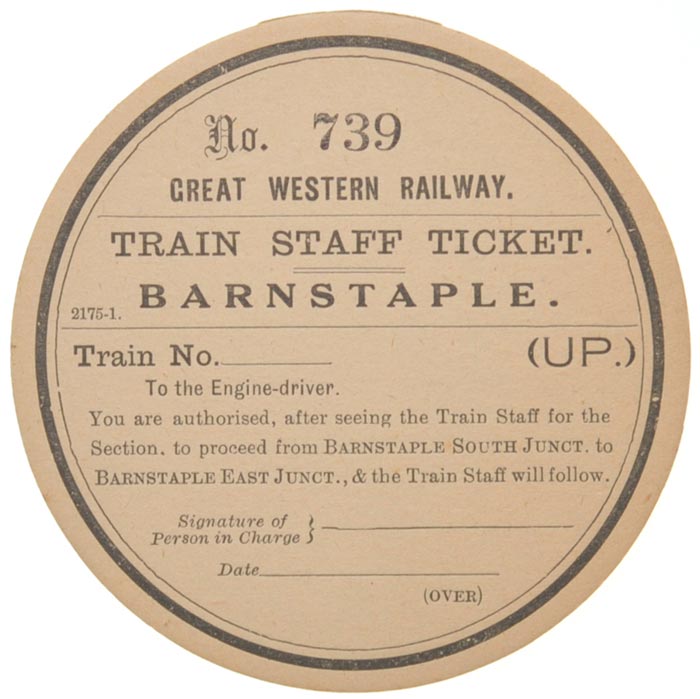 No. 739
GREAT WESTERN RAILWAY.
TRAIN STAFF TICKET.
BARNSTAPLE.
2175-1.
Train No. (UP.)
To the Engine-driver.
You are authorised, after seeing the Train Staff for the
Section, to proceed from BARNSTAPLE SOUTH JUNCT. to
BARNSTAPLE EAST JUNCT., & the Train Staff will follow.
Signature of
Person in Charge }
Date
(OVER)